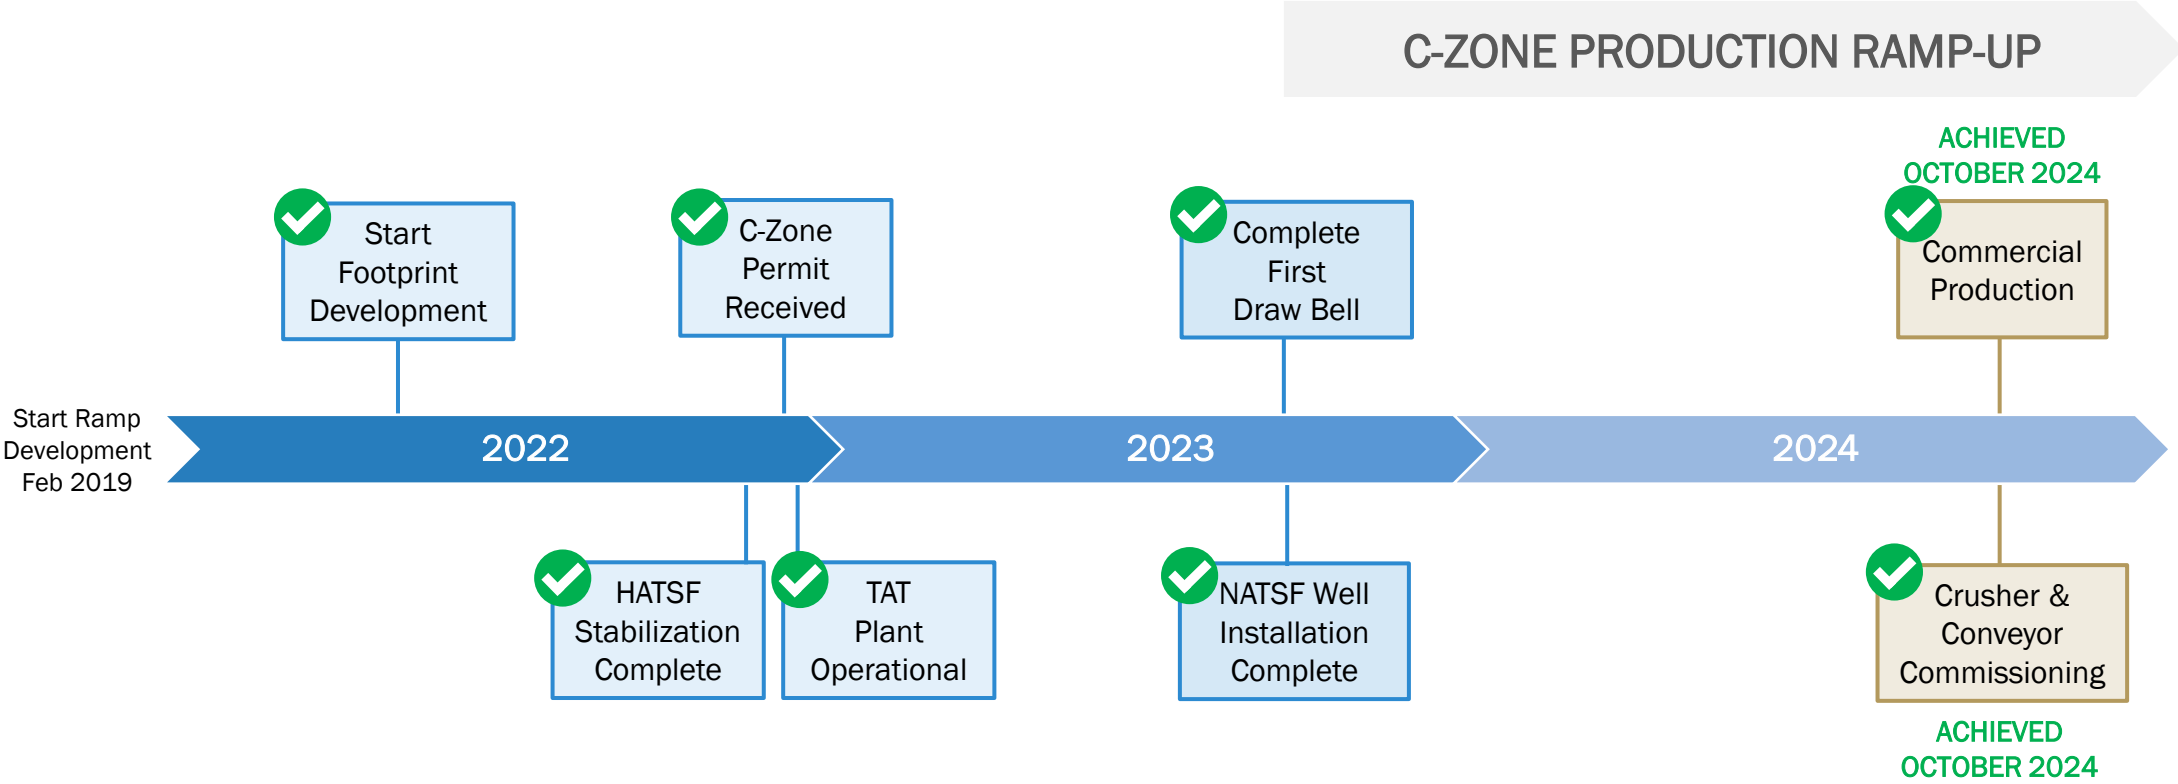 C-ZONE PRODUCTION RAMP-UP
ACHIEVED
OCTOBER 2024
Start
Footprint
Development
C-Zone
Permit
Received
Complete
First
Draw Bell
Commercial
Production
Start Ramp
Development
Feb 2019
2022
2023
2024
HATSF
Stabilization
Complete
TAT
Plant
Operational
NATSF Well
Installation
Complete
Crusher &
Conveyor
Commissioning
ACHIEVED
OCTOBER 2024